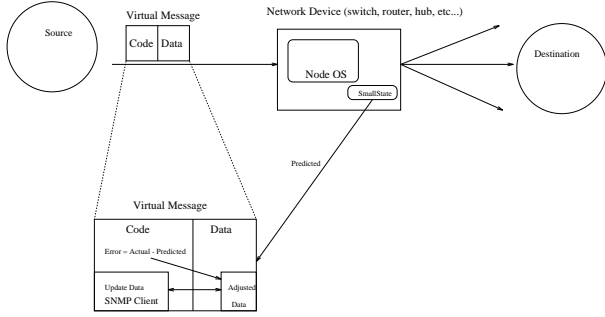 Virtual Message
Network Device (switch, router, hub, etc...)
Source
Code
Data
Node OS
SmallState
Destination
Predicted
Virtual Message
Code
Data
Error = Actual - Predicted
Update Data
SNMP Client
Adjusted
Data